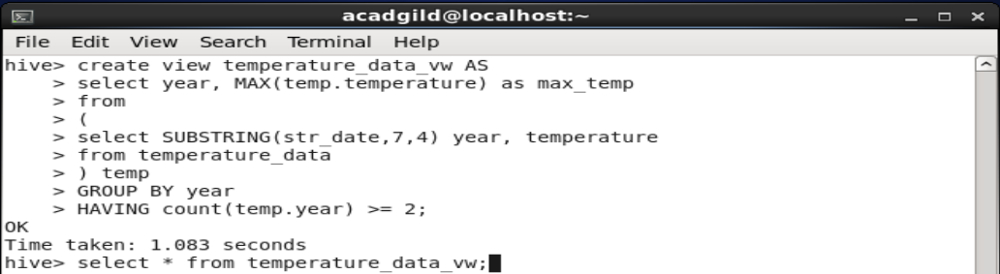 acadgild@localhost:~
File Edit View Search Terminal Help
hive> create view temperature_data_vw AS
    > select year, MAX(temp.temperature) as max_temp
    > from
    > (
    > select SUBSTRING(str_date,7,4) year, temperature
    > from temperature_data
    > ) temp
    > GROUP BY year
    > HAVING count(temp.year) >= 2;
OK
Time taken: 1.083 seconds
hive> select * from temperature_data_vw;